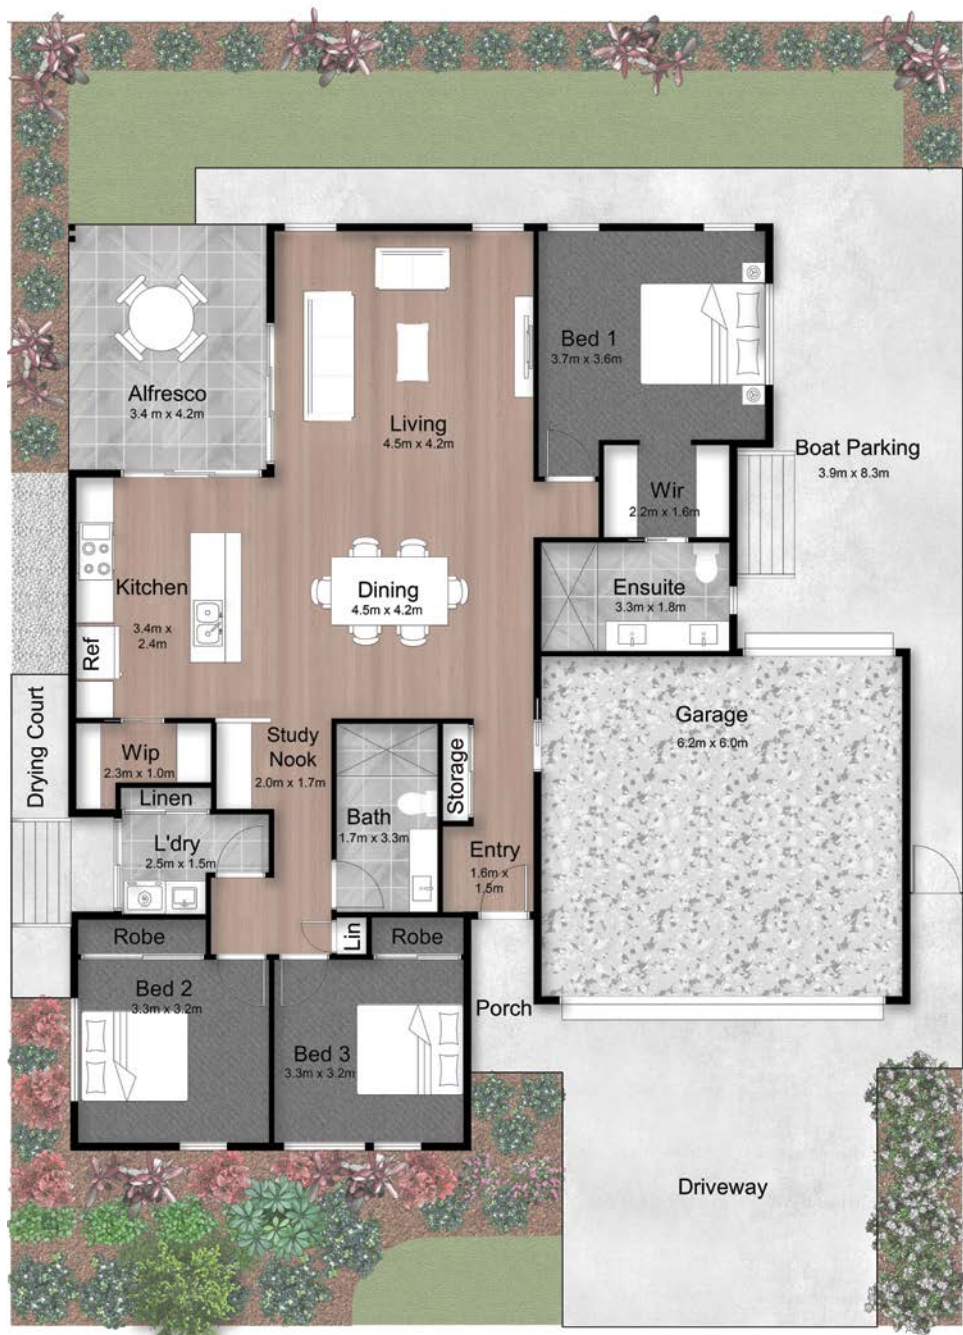 Bed 1
3.7m x 3.6m
Alfresco
3.4 m x 4.2m
Living
4.5m x 4.2m
Boat Parking
3.9m x 8.3m
Wir
2.2m x 1.6m
Kitchen
3.4m x
2.4m
Dining
4.5m x 4.2m
Ensuite
3.3m x 1.8m
Ref
Garage
6.2m x 6.0m
Drying Court
Wip
2.3m x 1.0m
Study
Nook
2.0m x 1.7m
Storage
Linen
Bath
1.7m x 3.3m
L'dry
2.5m x 1.5m
Entry
1.6m x
1.5m
Robe
Lin
Robe
Bed 2
3.3m x 3.2m
Porch
Bed 3
3.3m x 3.2m
Driveway